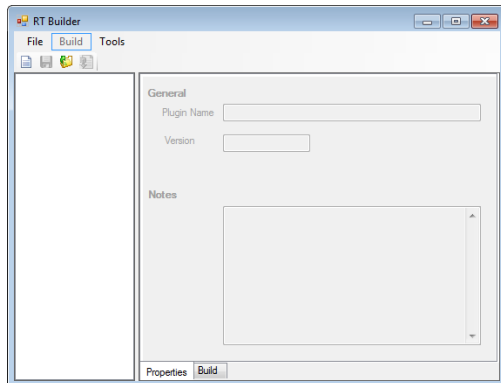 RT Builder
File Build Tools
General
Plugin Name
Version
Notes
Properties Build